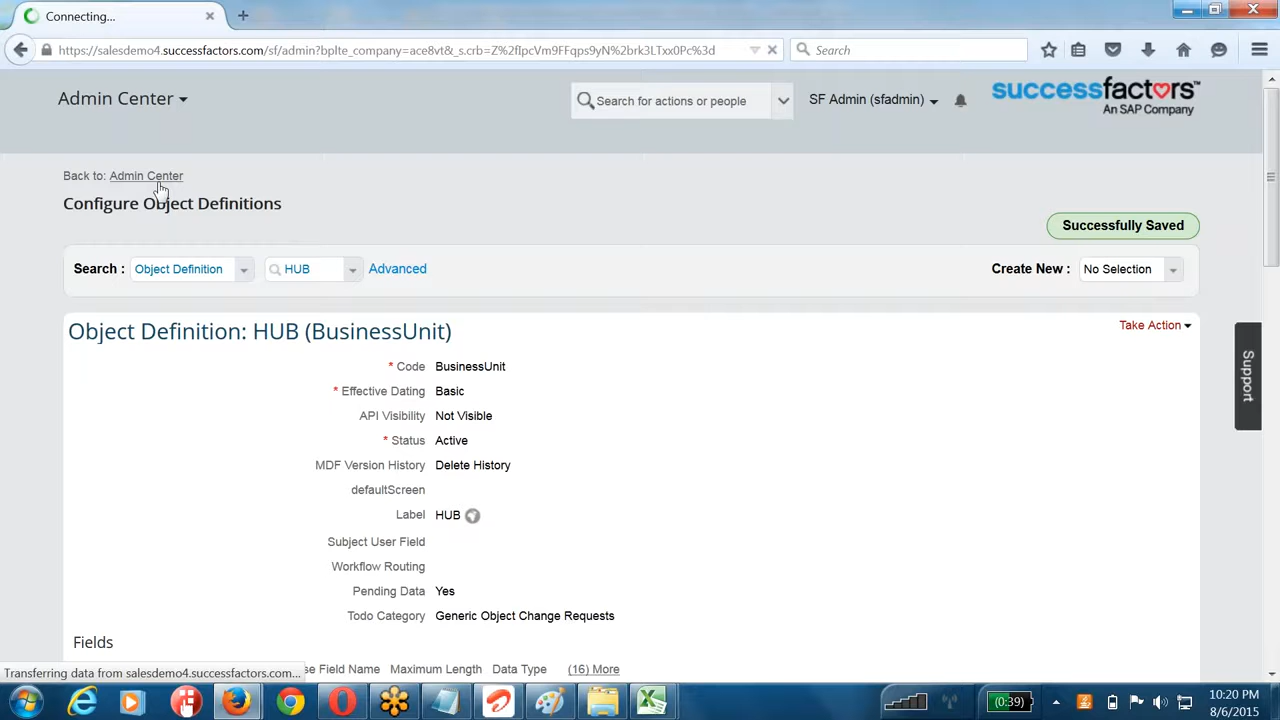 Connecting...
https://salesdemo4.successfactors.com/sf/admin?bplte_company=ace8vt&_s.crb=Z%2flpcVm9FFqps9yN%2brk3LTxx0Pc%3d
Search
Admin Center
Search for actions or people
SF Admin (sfadmin)
successfactors™
An SAP Company
Back to: Admin Center
Configure Object Definitions
Successfully Saved
Search : Object Definition HUB Advanced
Create New : No Selection
Object Definition: HUB (BusinessUnit)
Take Action
* Code BusinessUnit
* Effective Dating Basic
API Visibility Not Visible
* Status Active
MDF Version History Delete History
defaultScreen
Label HUB
Subject User Field
Workflow Routing
Pending Data Yes
Todo Category Generic Object Change Requests
Support
Fields
se Field Name Maximum Length Data Type (16) More
Transferring data from salesdemo4.successfactors.com...
(0:39)
10:20 PM
8/6/2015